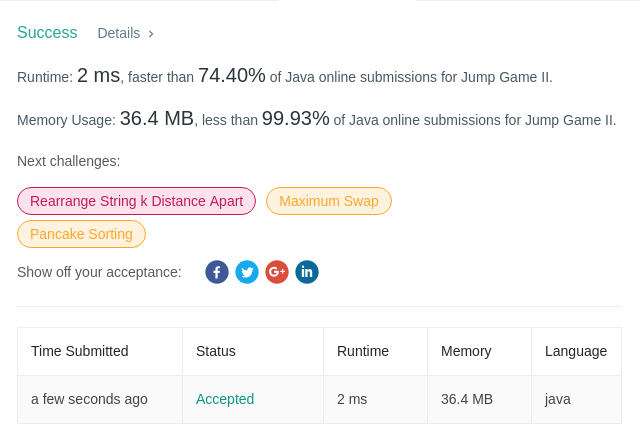 Success Details >
Runtime: 2 ms, faster than 74.40% of Java online submissions for Jump Game II.
Memory Usage: 36.4 MB, less than 99.93% of Java online submissions for Jump Game II.
Next challenges:
Rearrange String k Distance Apart Maximum Swap
Pancake Sorting
Show off your acceptance: f G+ in
Time Submitted Status Runtime Memory Language
a few seconds ago Accepted 2 ms 36.4 MB java